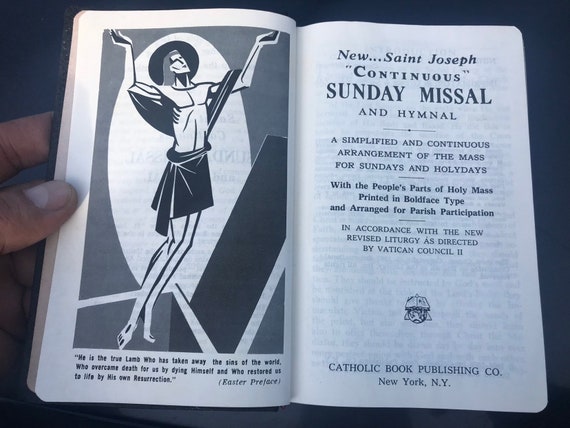 "He is the true Lamb Who has taken away the sins of the world,
Who overcame death for us by dying Himself and Who restored us
to life by His own Resurrection."
(Easter Preface)
New...Saint Joseph
"CONTINUOUS"
SUNDAY MISSAL
AND HYMNAL
A SIMPLIFIED AND CONTINUOUS
ARRANGEMENT OF THE MASS
FOR SUNDAYS AND HOLYDAYS
With the People's Parts of Holy Mass
Printed in Boldface Type
and Arranged for Parish Participation
IN ACCORDANCE WITH THE NEW
REVISED LITURGY AS DIRECTED
BY VATICAN COUNCIL II
CATHOLIC BOOK PUBLISHING CO.
New York, N.Y.